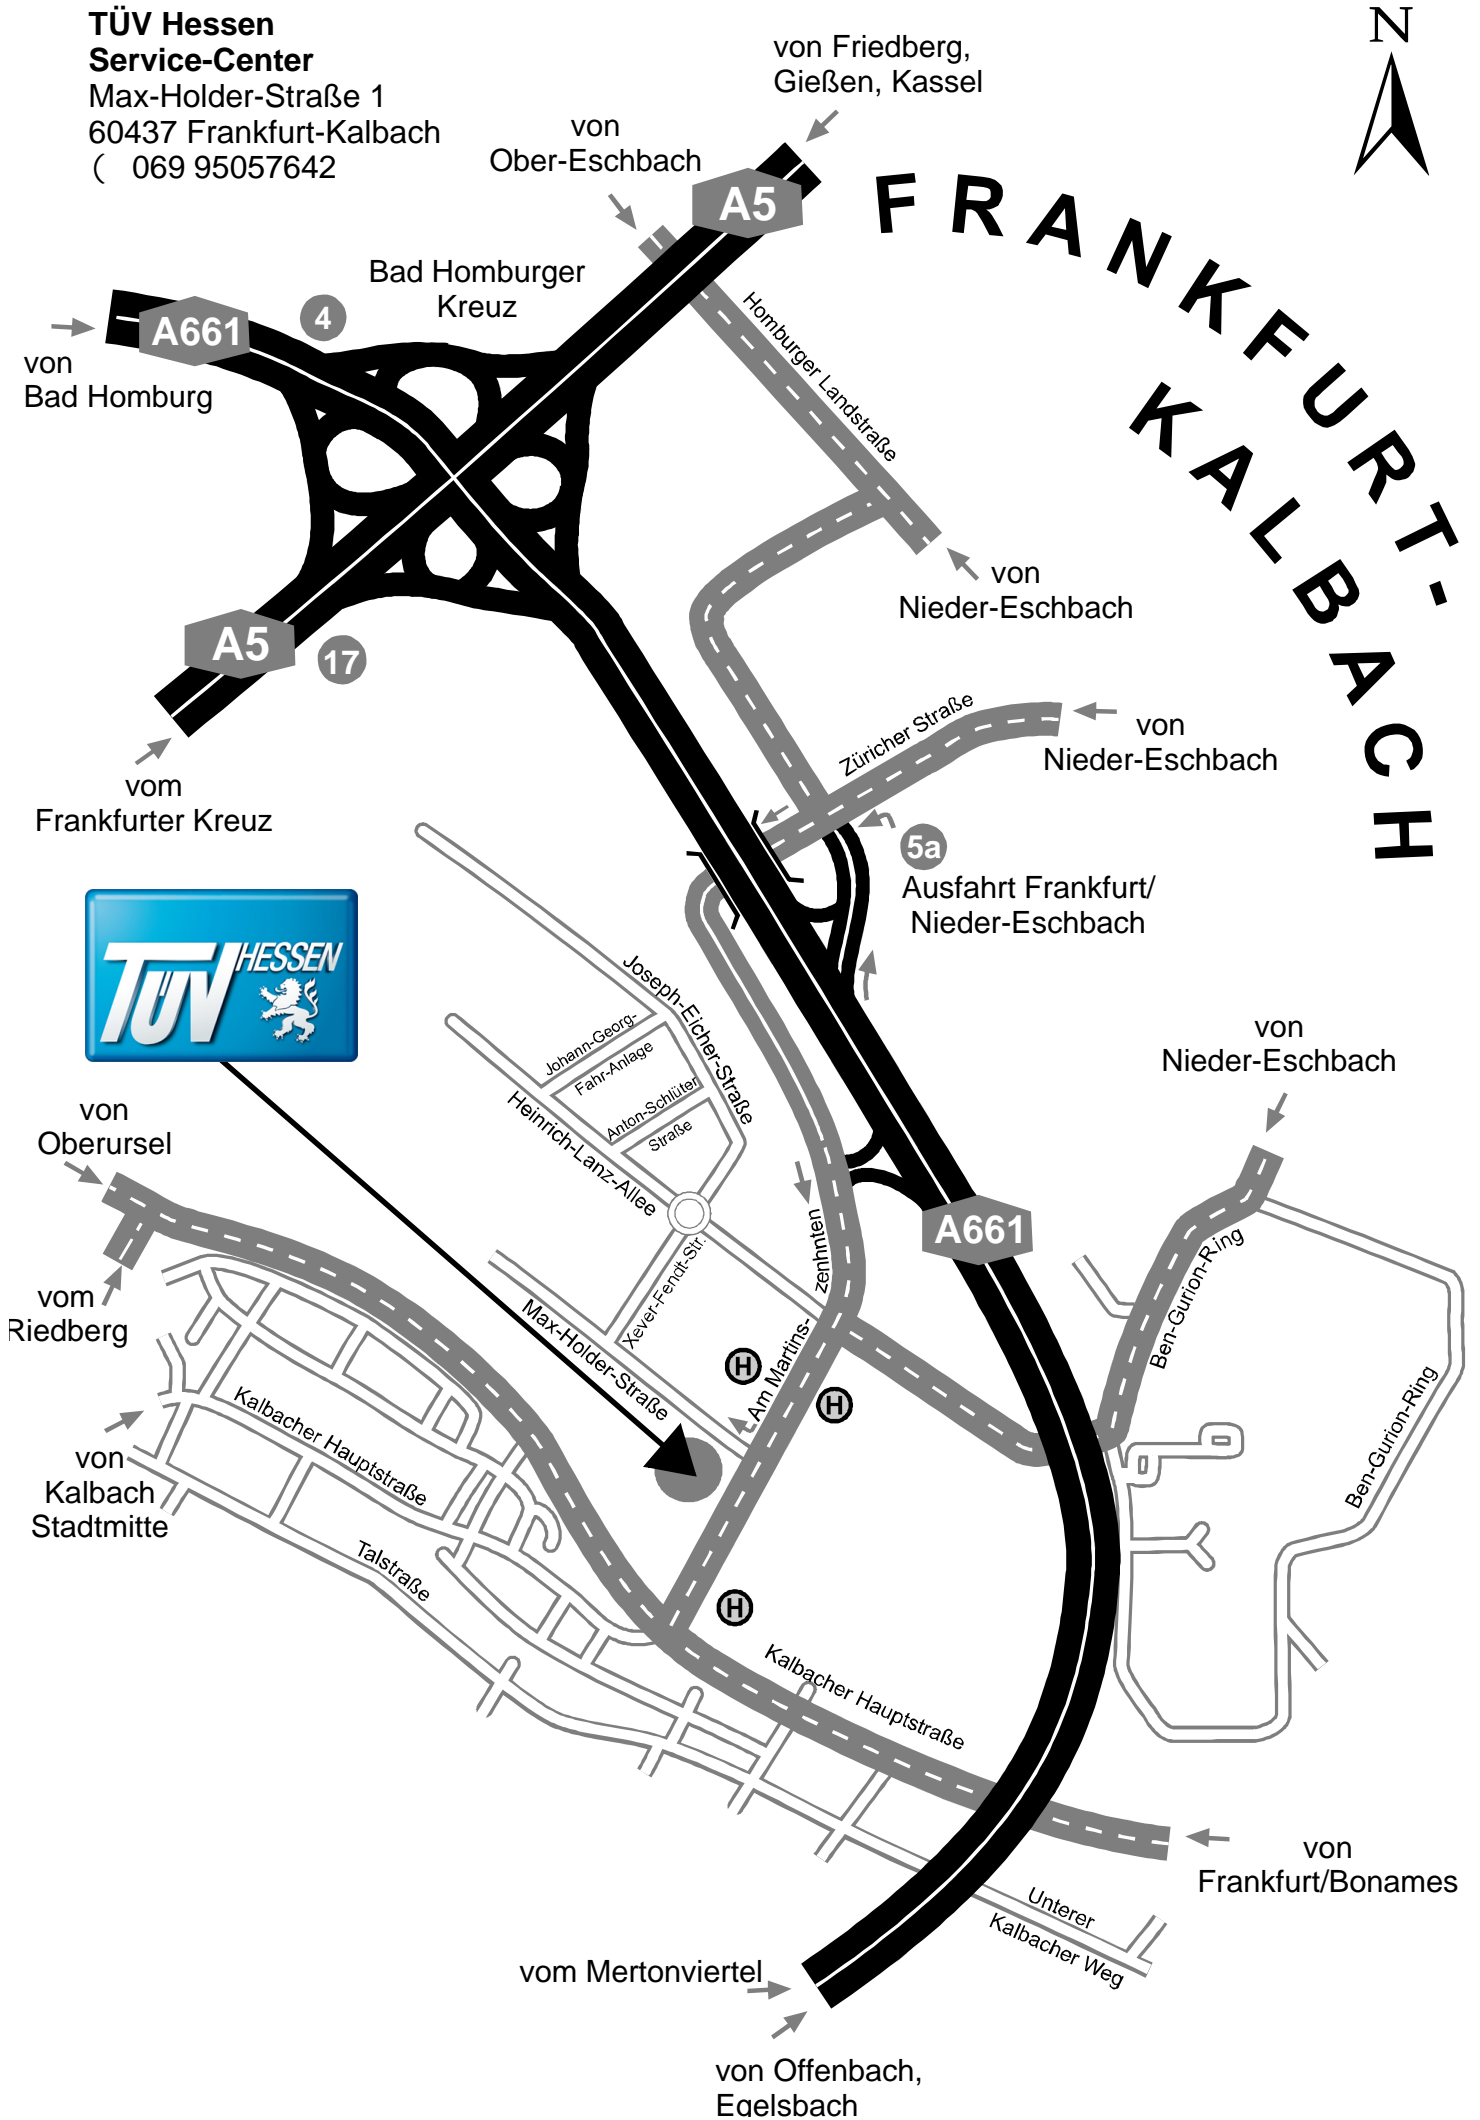 TÜV Hessen
Service-Center
Max-Holder-Straße 1
60437 Frankfurt-Kalbach
( 069 95057642
von Friedberg,
Gießen, Kassel
N
von
Ober-Eschbach
A5
FRANKFURT-
KALBACH
Bad Homburger
Kreuz
4
A661
von
Bad Homburg
Homburger Landstraße
von
Nieder-Eschbach
A5
17
vom
Frankfurter Kreuz
Züricher Straße
von
Nieder-Eschbach
5a
Ausfahrt Frankfurt/
Nieder-Eschbach
TÜV HESSEN
Joseph-Eicher-Straße
Johann-Georg-
Fahr-Anlage
Anton-Schlüter
Straße
Heinrich-Lanz-Allee
von
Nieder-Eschbach
von
Oberursel
A661
zenhnten
Xever-Fendt-Str.
Max-Holder-Straße
Am Martins-
Ben-Gurion-Ring
Ben-Gurion-Ring
vom
Riedberg
H
H
Kalbacher Hauptstraße
von
Kalbach
Stadtmitte
Talstraße
H
Kalbacher Hauptstraße
von
Frankfurt/Bonames
Unterer
Kalbacher Weg
vom Mertonviertel
von Offenbach,
Egelsbach